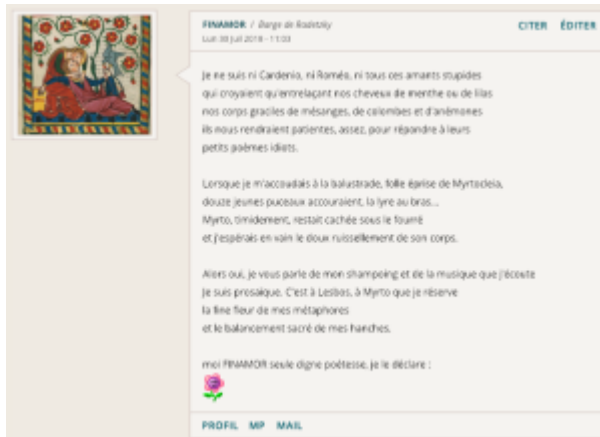 FINAMOR / Barge de Radetzky
CITER EDITER
Lun 30 Juil 2018 - 11:03
Je ne suis ni Cardenio, ni Roméo, ni tous ces amants stupides
qui croyaient qu'entrelaçant nos cheveux de menthe ou de lilas
nos corps graciles de mésanges, de colombes et d'anémones
ils nous rendraient patientes, assez, pour répondre à leurs
petits poèmes idiots.
Lorsque je m'accoudais à la balustrade, folle éprise de Myrtocleia,
douze jeunes puceaux accouraient, la lyre au bras...
Myrto, timidement, restait cachée sous le fourré
et j'espérais en vain le doux ruissellement de son corps.
Alors oui, je vous parle de mon shampoing et de la musique que j'écoute
Je suis prosaïque. C'est à Lesbos, à Myrto que je réserve
la fine fleur de mes métaphores
et le balancement sacré de mes hanches.
moi FINAMOR seule digne poétesse, je le déclare :
PROFIL MP MAIL